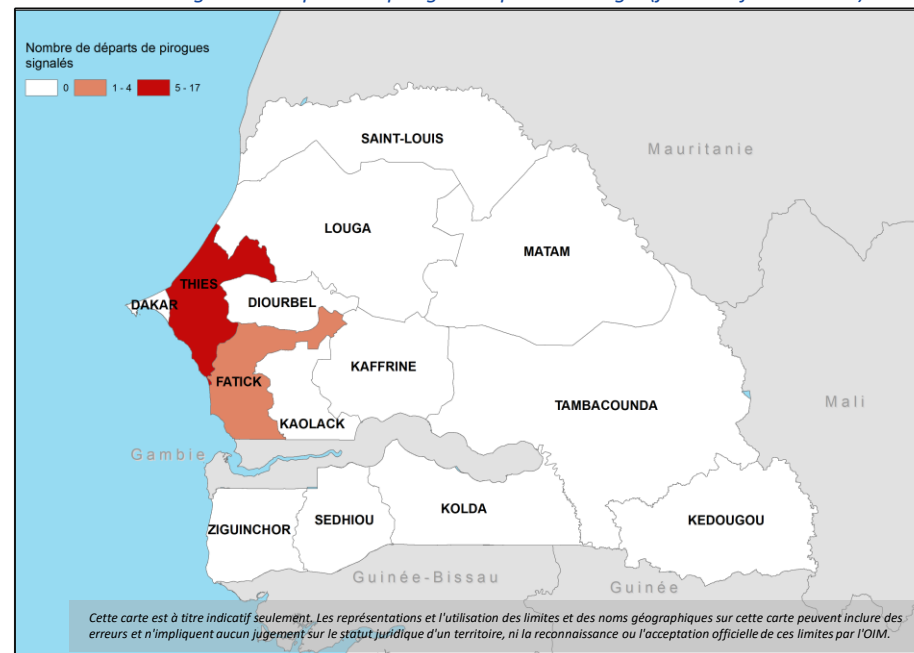 Nombre de départs de pirogues
signalés
0 1 - 4 5 - 17
SAINT-LOUIS
Mauritanie
LOUGA
MATAM
THIES
DAKAR
DIOURBEL
KAFFRINE
FATICK
TAMBACOUNDA
Mali
KAOLACK
Gambie
KOLDA
SEDHIOU
KEDOUGOU
ZIGUINCHOR
Guinée-Bissau
Guinée
Cette carte est à titre indicatif seulement. Les représentations et l'utilisation des limites et des noms géographiques sur cette carte peuvent inclure des
erreurs et n'impliquent aucun jugement sur le statut juridique d'un territoire, ni la reconnaissance ou l'acceptation officielle de ces limites par l'OIM.